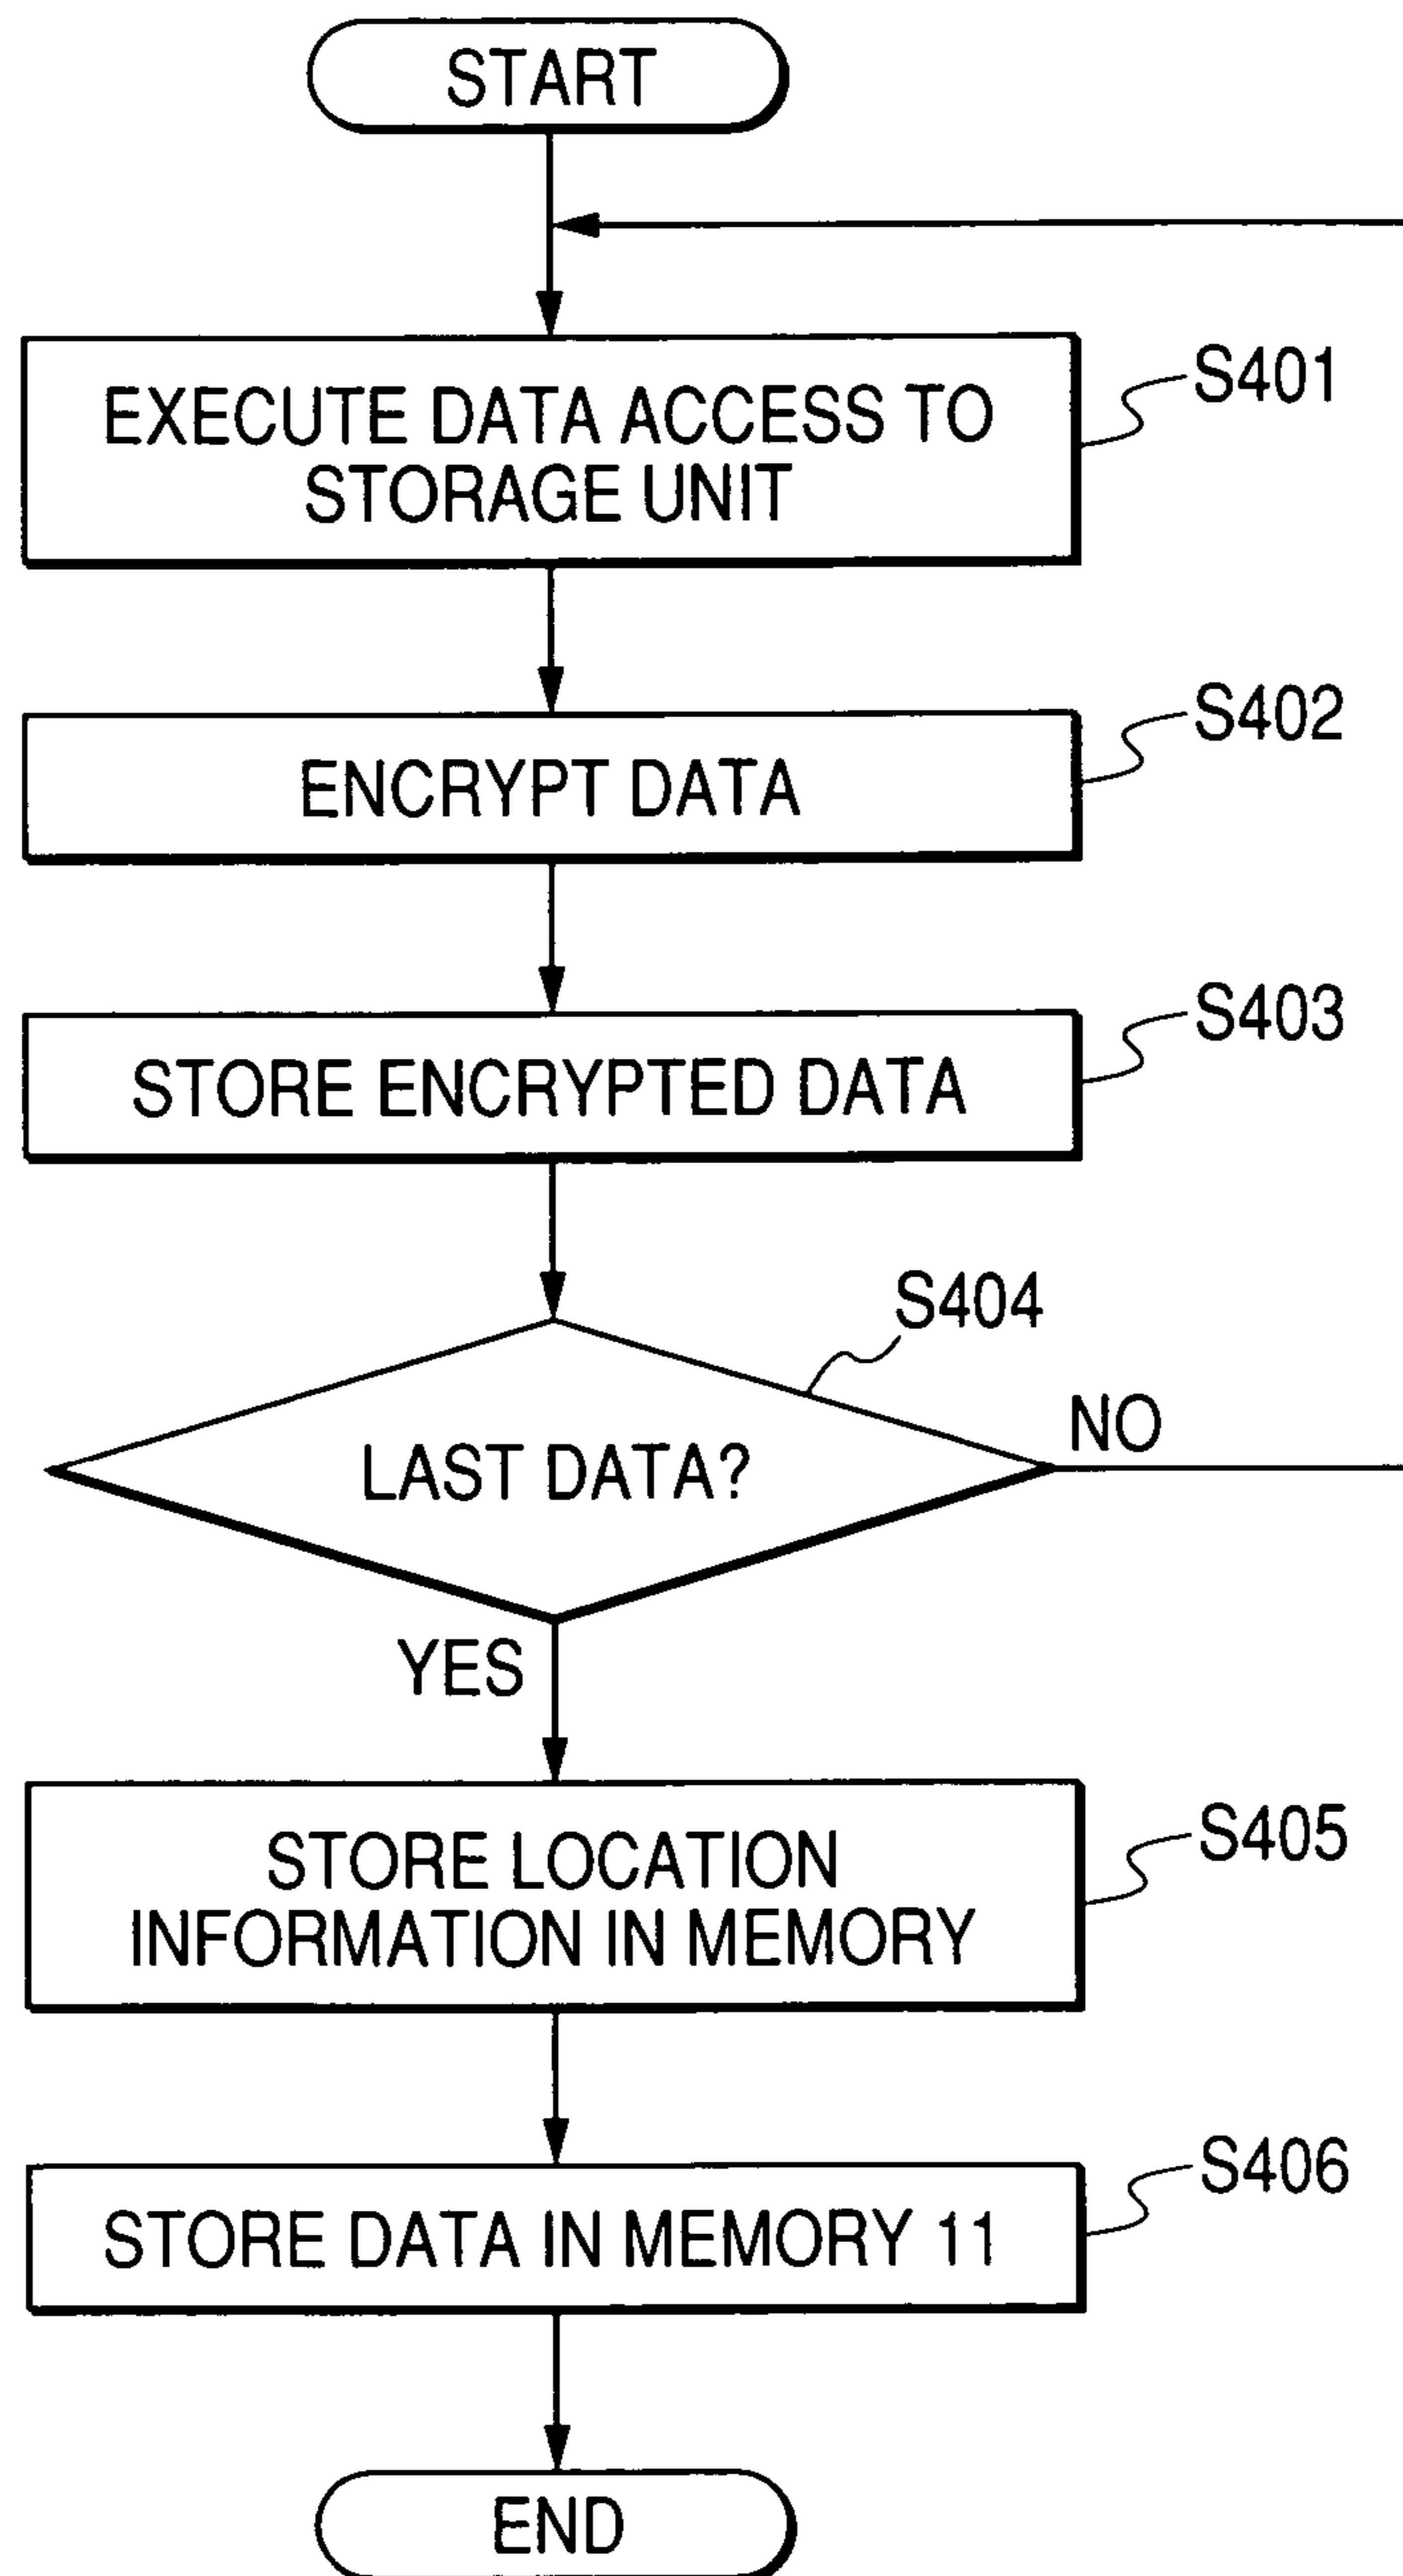 START
EXECUTE DATA ACCESS TO
STORAGE UNIT
S401
ENCRYPT DATA
S402
STORE ENCRYPTED DATA
S403
S404
LAST DATA?
NO
YES
STORE LOCATION
INFORMATION IN MEMORY
S405
STORE DATA IN MEMORY 11
S406
END